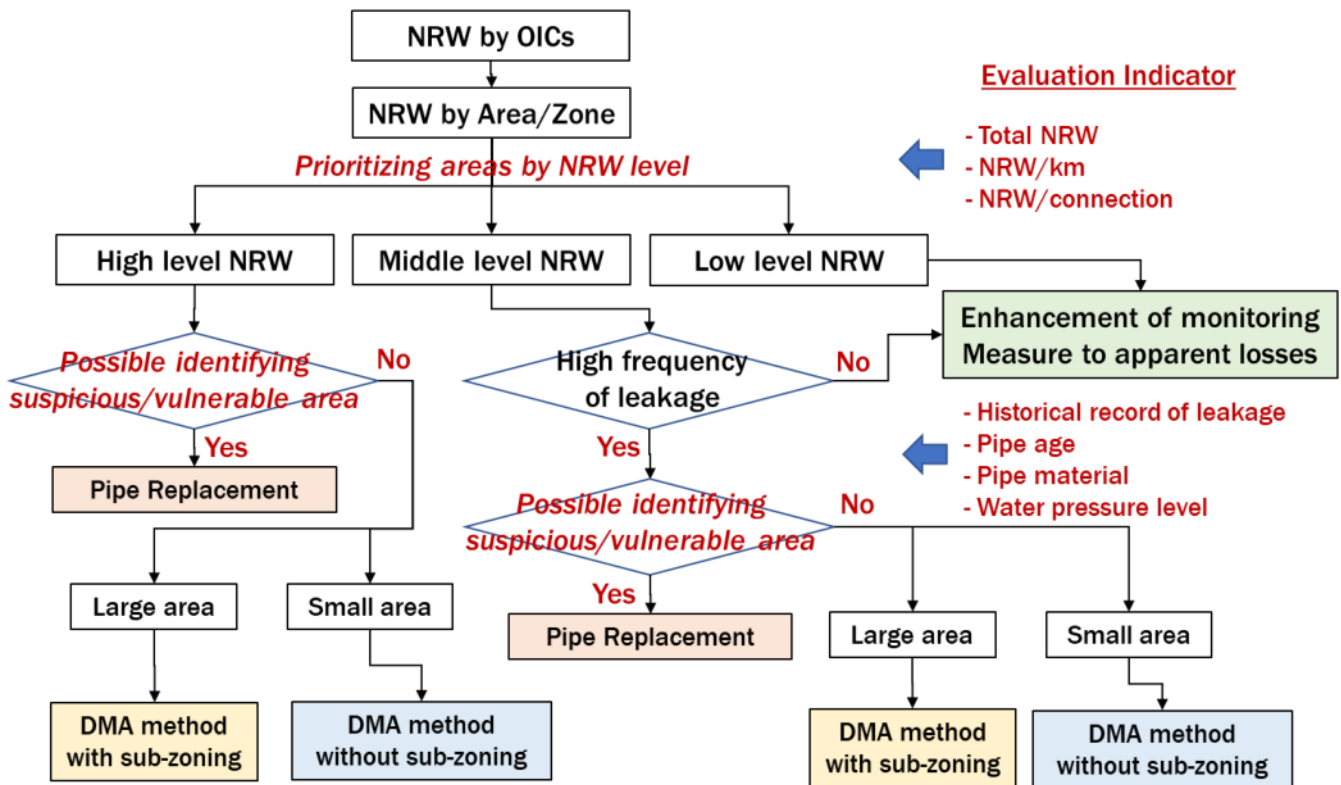 NRW by OICs
NRW by Area/Zone
Prioritizing areas by NRW level
Evaluation Indicator
- Total NRW
- NRW/km
- NRW/connection
High level NRW
Middle level NRW
Low level NRW
Enhancement of monitoring
Measure to apparent losses
Possible identifying
suspicious/vulnerable area
No
Yes
Pipe Replacement
High frequency
of leakage
No
Yes
- Historical record of leakage
- Pipe age
- Pipe material
- Water pressure level
Possible identifying
suspicious/vulnerable area
No
Yes
Pipe Replacement
Large area
Small area
Large area
Small area
DMA method
with sub-zoning
DMA method
without sub-zoning
DMA method
with sub-zoning
DMA method
without sub-zoning